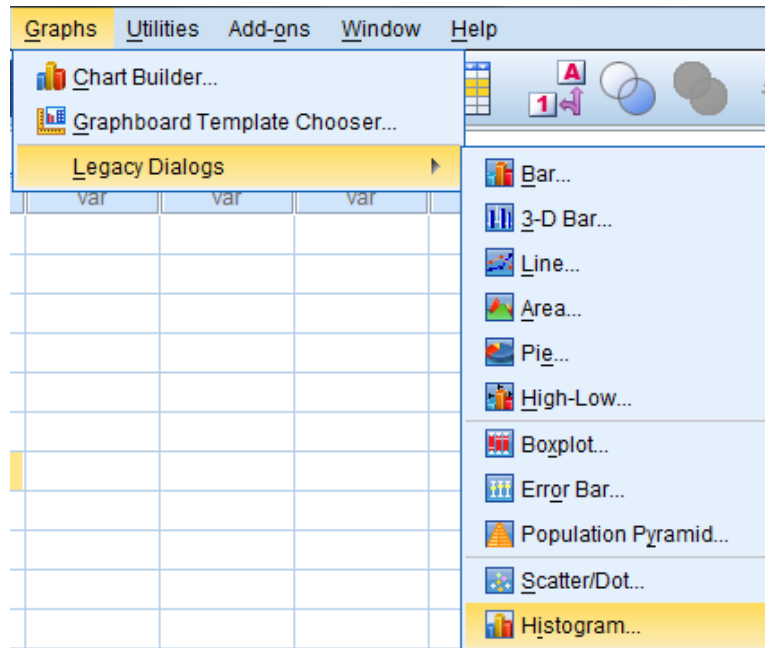 Graphs Utilities Add-ons Window Help
Chart Builder...
Graphboard Template Chooser...
Legacy Dialogs
var var var
A
1
Bar...
3-D Bar...
Line...
Area...
Pie...
High-Low...
Boxplot...
Error Bar...
Population Pyramid...
Scatter/Dot...
Histogram...